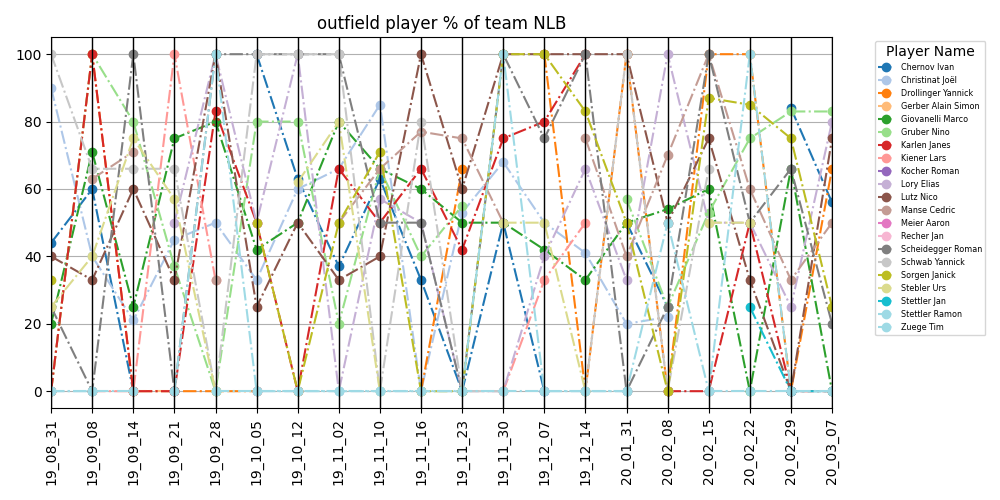 outfield player % of team NLB
100
80
60
40
20
0
19_08_31
19_09_08
19_09_14
19_09_21
19_09_28
19_10_05
19_10_12
19_11_02
19_11_10
19_11_16
19_11_23
19_11_30
19_12_07
19_12_14
20_01_31
20_02_08
20_02_15
20_02_22
20_02_29
20_03_07
Player Name
Chernov Ivan
Christinat Joël
Drollinger Yannick
Gerber Alain Simon
Giovanelli Marco
Gruber Nino
Karlen Janes
Kiener Lars
Kocher Roman
Lory Elias
Lutz Nico
Manse Cedric
Meier Aaron
Recher Jan
Scheidegger Roman
Schwab Yannick
Sorgen Janick
Stebler Urs
Stettler Jan
Stettler Ramon
Zuege Tim